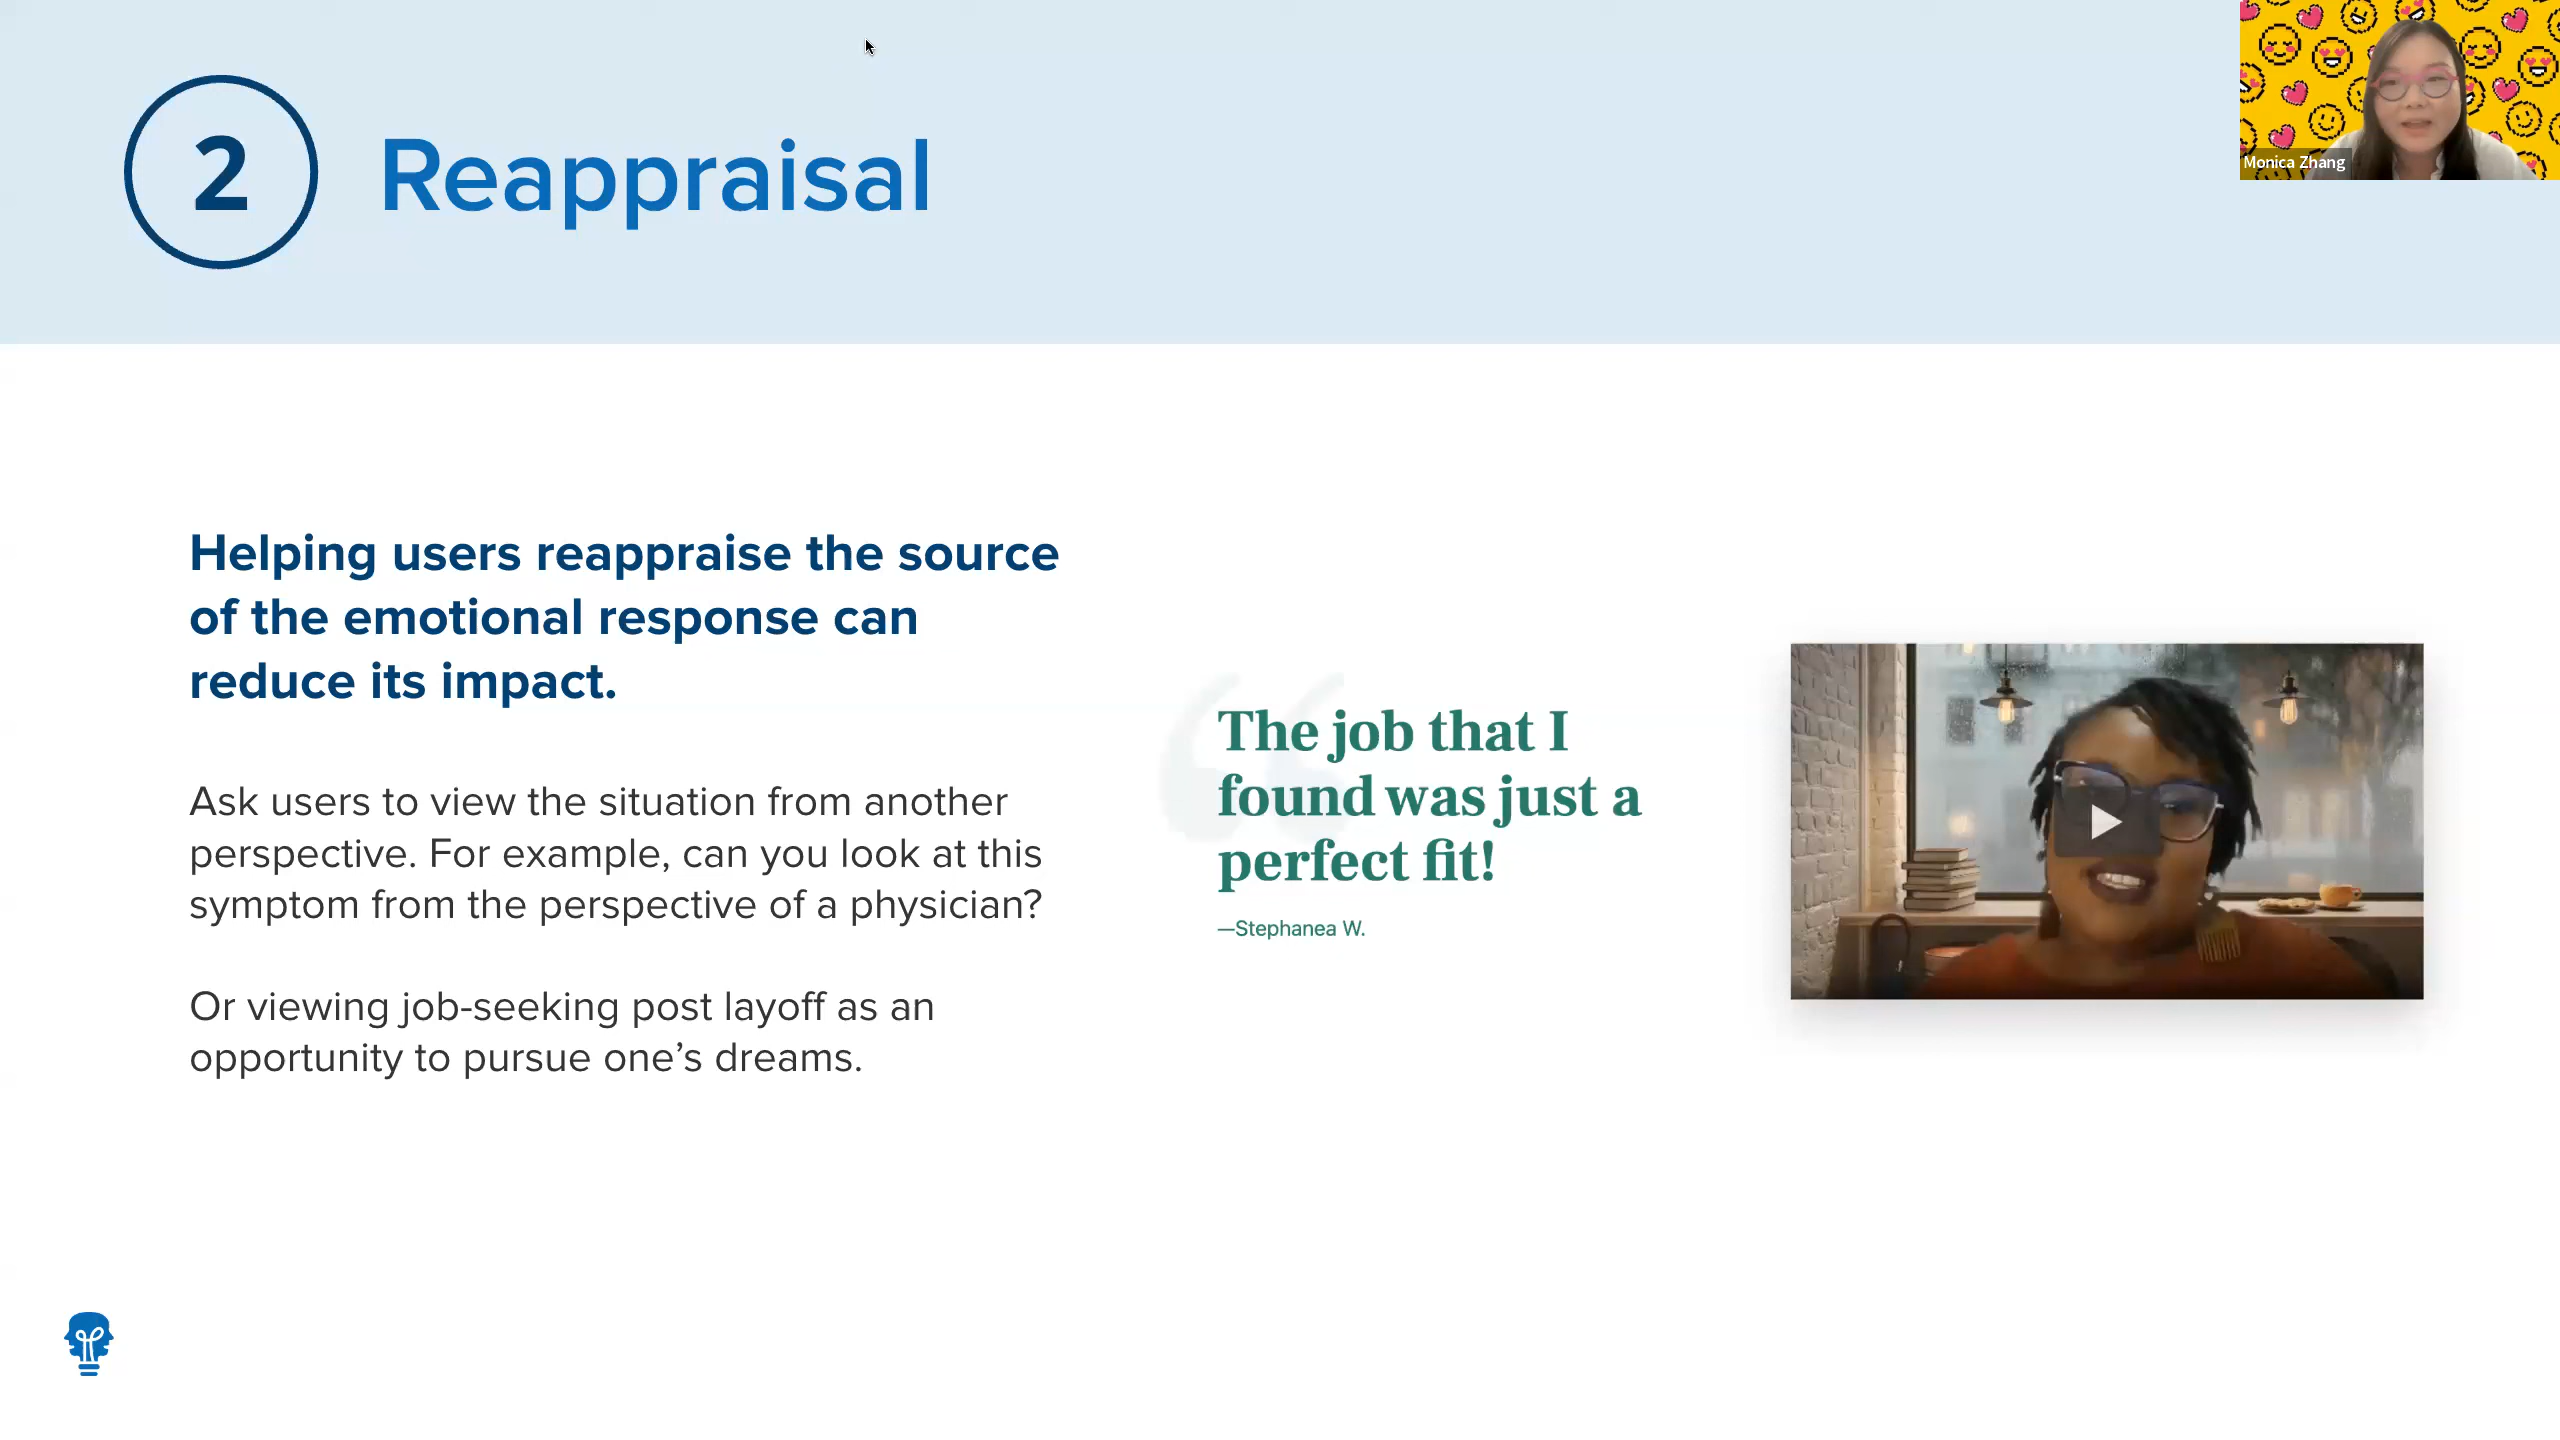 2
Reappraisal
Monica Zhang
Helping users reappraise the source
of the emotional response can
reduce its impact.
Ask users to view the situation from another
perspective. For example, can you look at this
symptom from the perspective of a physician?
Or viewing job-seeking post layoff as an
opportunity to pursue one’s dreams.
“
The job that I
found was just a
perfect fit!
—Stephanea W.